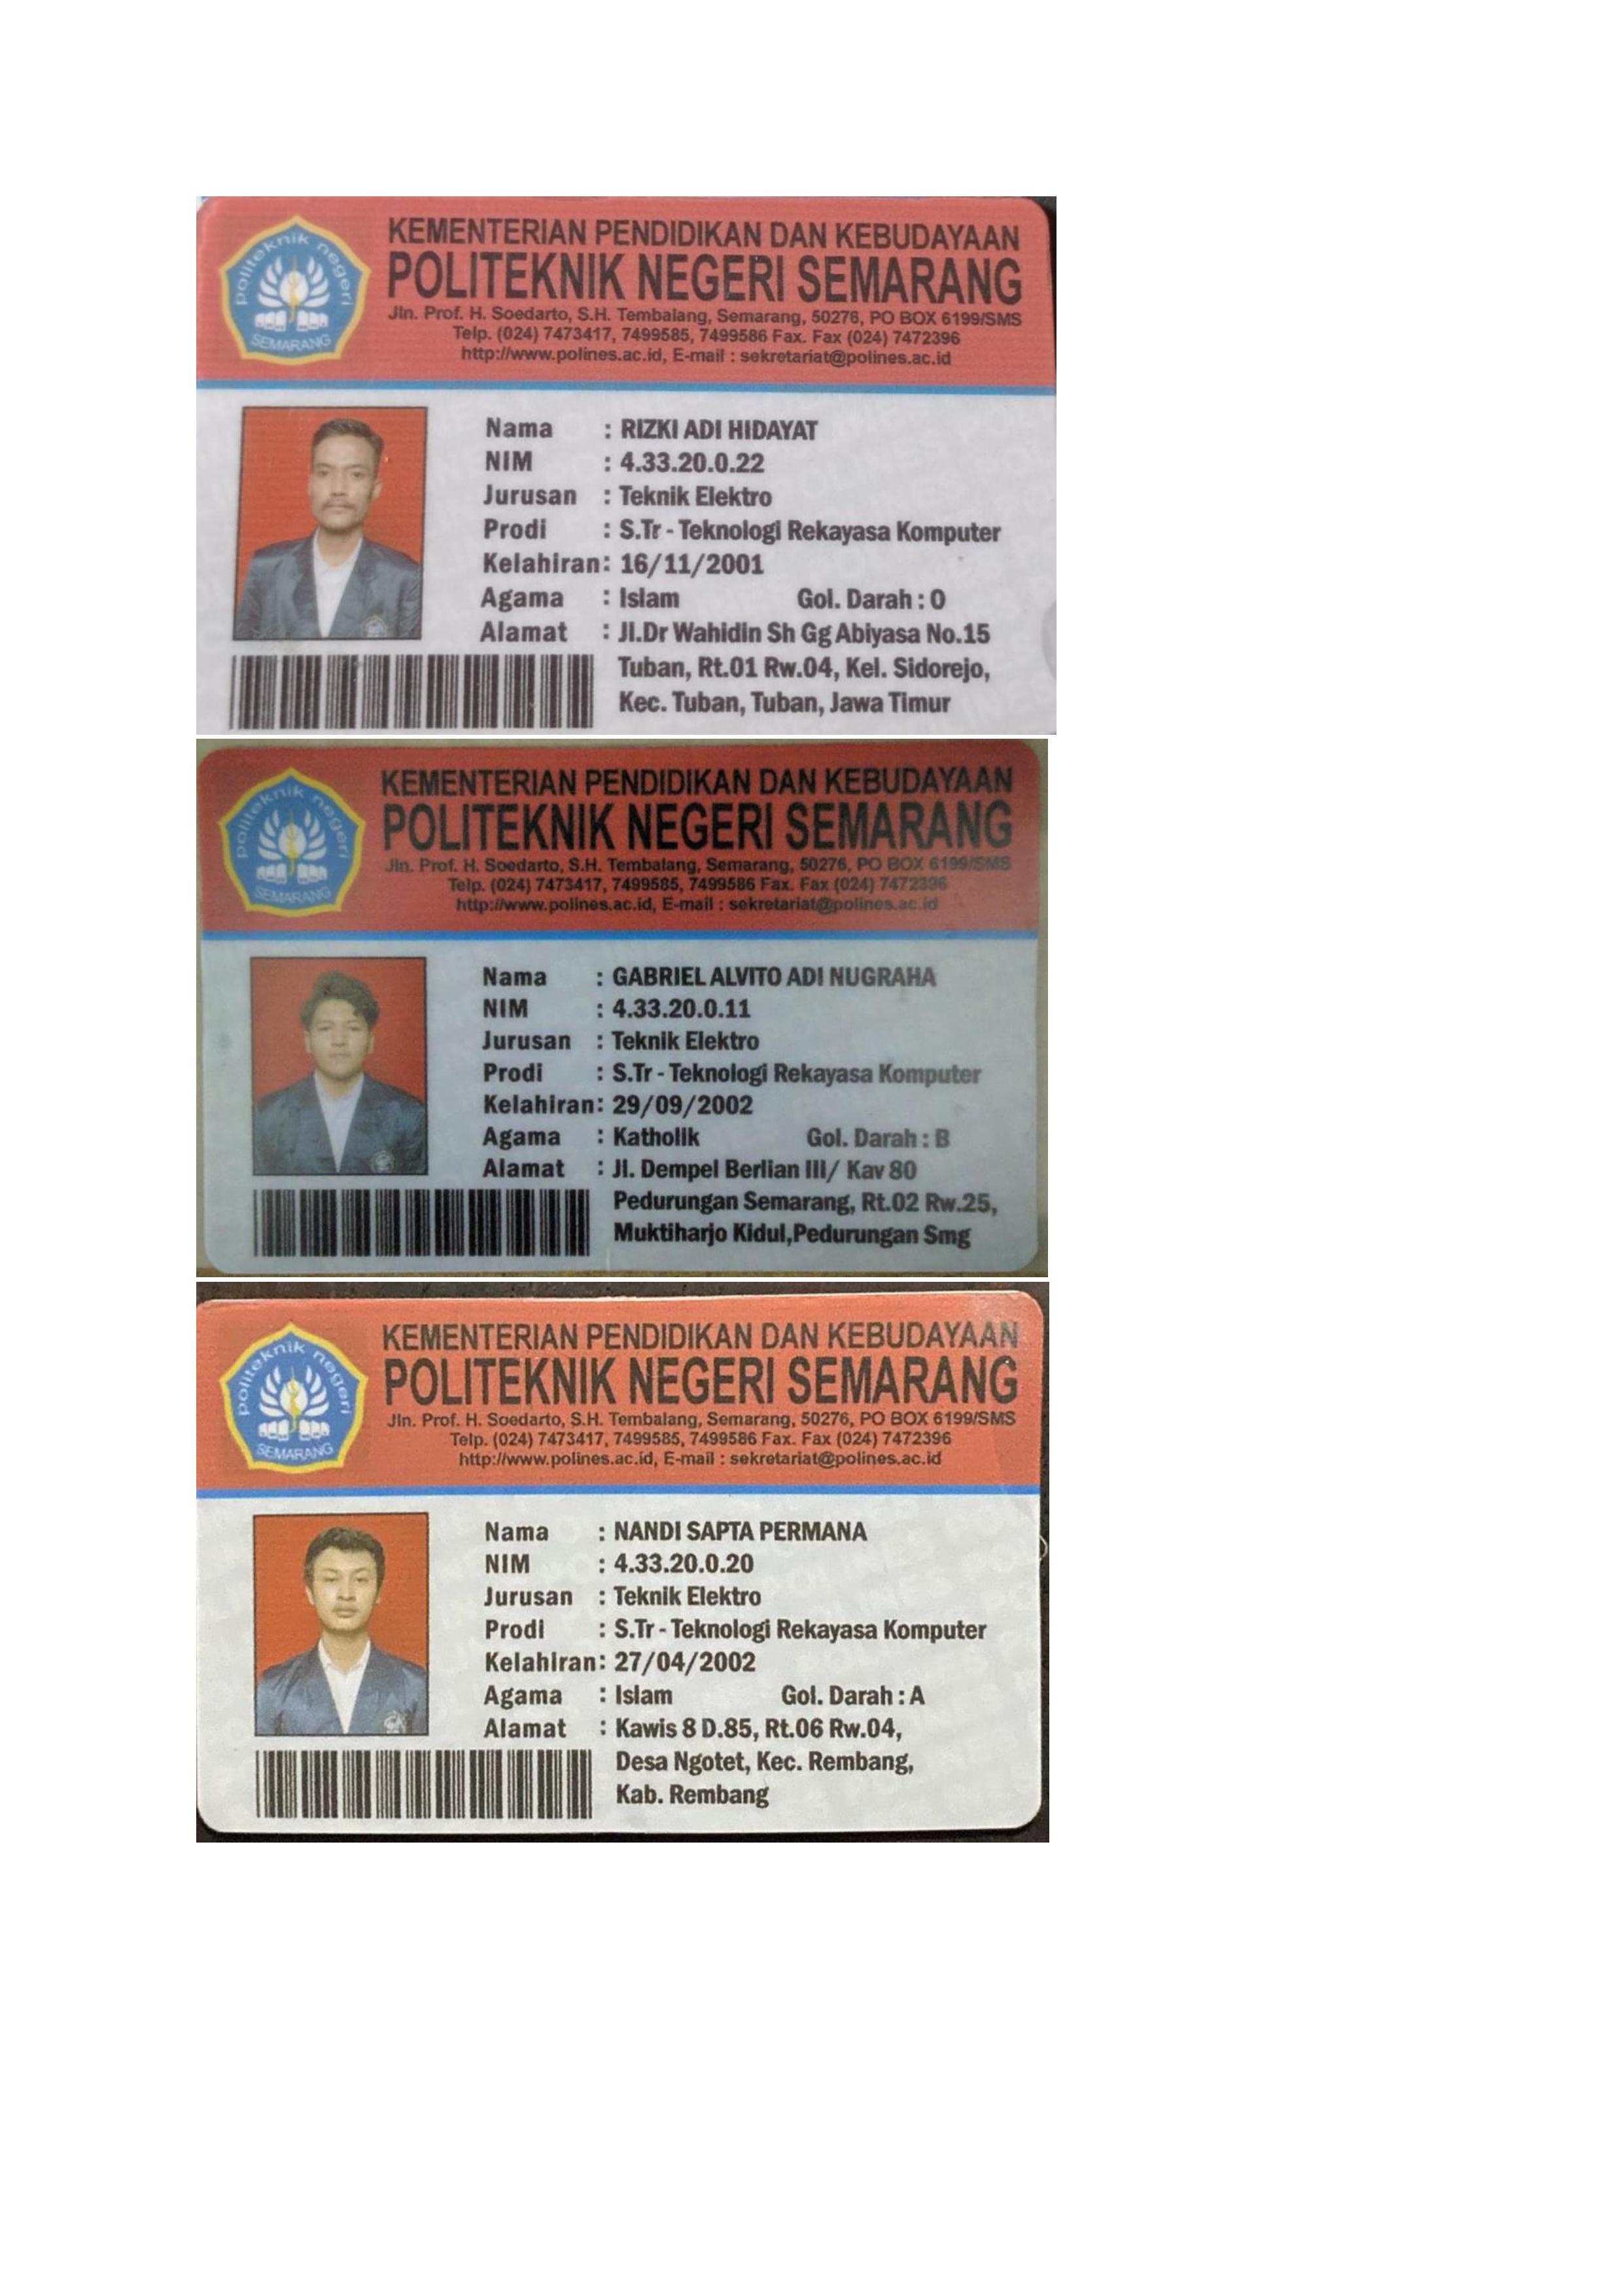 politeknik negeri
SEMARANG
KEMENTERIAN PENDIDIKAN DAN KEBUDAYAAN
POLITEKNIK NEGERI SEMARANG
Jln. Prof. H. Soedarto, S.H. Tembalang, Semarang, 50276, PO BOX 6199/SMS
Telp. (024) 7473417, 7499585, 7499586 Fax. Fax (024) 7472396
http://www.polines.ac.id, E-mail : sekretariat@polines.ac.id
Nama : RIZKI ADI HIDAYAT
NIM : 4.33.20.0.22
Jurusan : Teknik Elektro
Prodi : S.Tr - Teknologi Rekayasa Komputer
Kelahiran : 16/11/2001
Agama : Islam Gol. Darah : O
Alamat : Jl.Dr Wahidin Sh Gg Abiyasa No.15
Tuban, Rt.01 Rw.04, Kel. Sidorejo,
Kec. Tuban, Tuban, Jawa Timur
politeknik negeri
SEMARANG
KEMENTERIAN PENDIDIKAN DAN KEBUDAYAAN
POLITEKNIK NEGERI SEMARANG
Jln. Prof. H. Soedarto, S.H. Tembalang, Semarang, 50276, PO BOX 6199/SMS
Telp. (024) 7473417, 7499585, 7499586 Fax. Fax (024) 7472396
http://www.polines.ac.id, E-mail : sekretariat@polines.ac.id
Nama : GABRIEL ALVITO ADI NUGRAHA
NIM : 4.33.20.0.11
Jurusan : Teknik Elektro
Prodi : S.Tr - Teknologi Rekayasa Komputer
Kelahiran : 29/09/2002
Agama : Katholik Gol. Darah : B
Alamat : Jl. Dempel Berlian III/ Kav 80
Pedurungan Semarang, Rt.02 Rw.25,
Muktiharjo Kidul,Pedurungan Smg
politeknik negeri
SEMARANG
KEMENTERIAN PENDIDIKAN DAN KEBUDAYAAN
POLITEKNIK NEGERI SEMARANG
Jln. Prof. H. Soedarto, S.H. Tembalang, Semarang, 50276, PO BOX 6199/SMS
Telp. (024) 7473417, 7499585, 7499586 Fax. Fax (024) 7472396
http://www.polines.ac.id, E-mail : sekretariat@polines.ac.id
Nama : NANDI SAPTA PERMANA
NIM : 4.33.20.0.20
Jurusan : Teknik Elektro
Prodi : S.Tr - Teknologi Rekayasa Komputer
Kelahiran : 27/04/2002
Agama : Islam Gol. Darah : A
Alamat : Kawis 8 D.85, Rt.06 Rw.04,
Desa Ngotet, Kec. Rembang,
Kab. Rembang